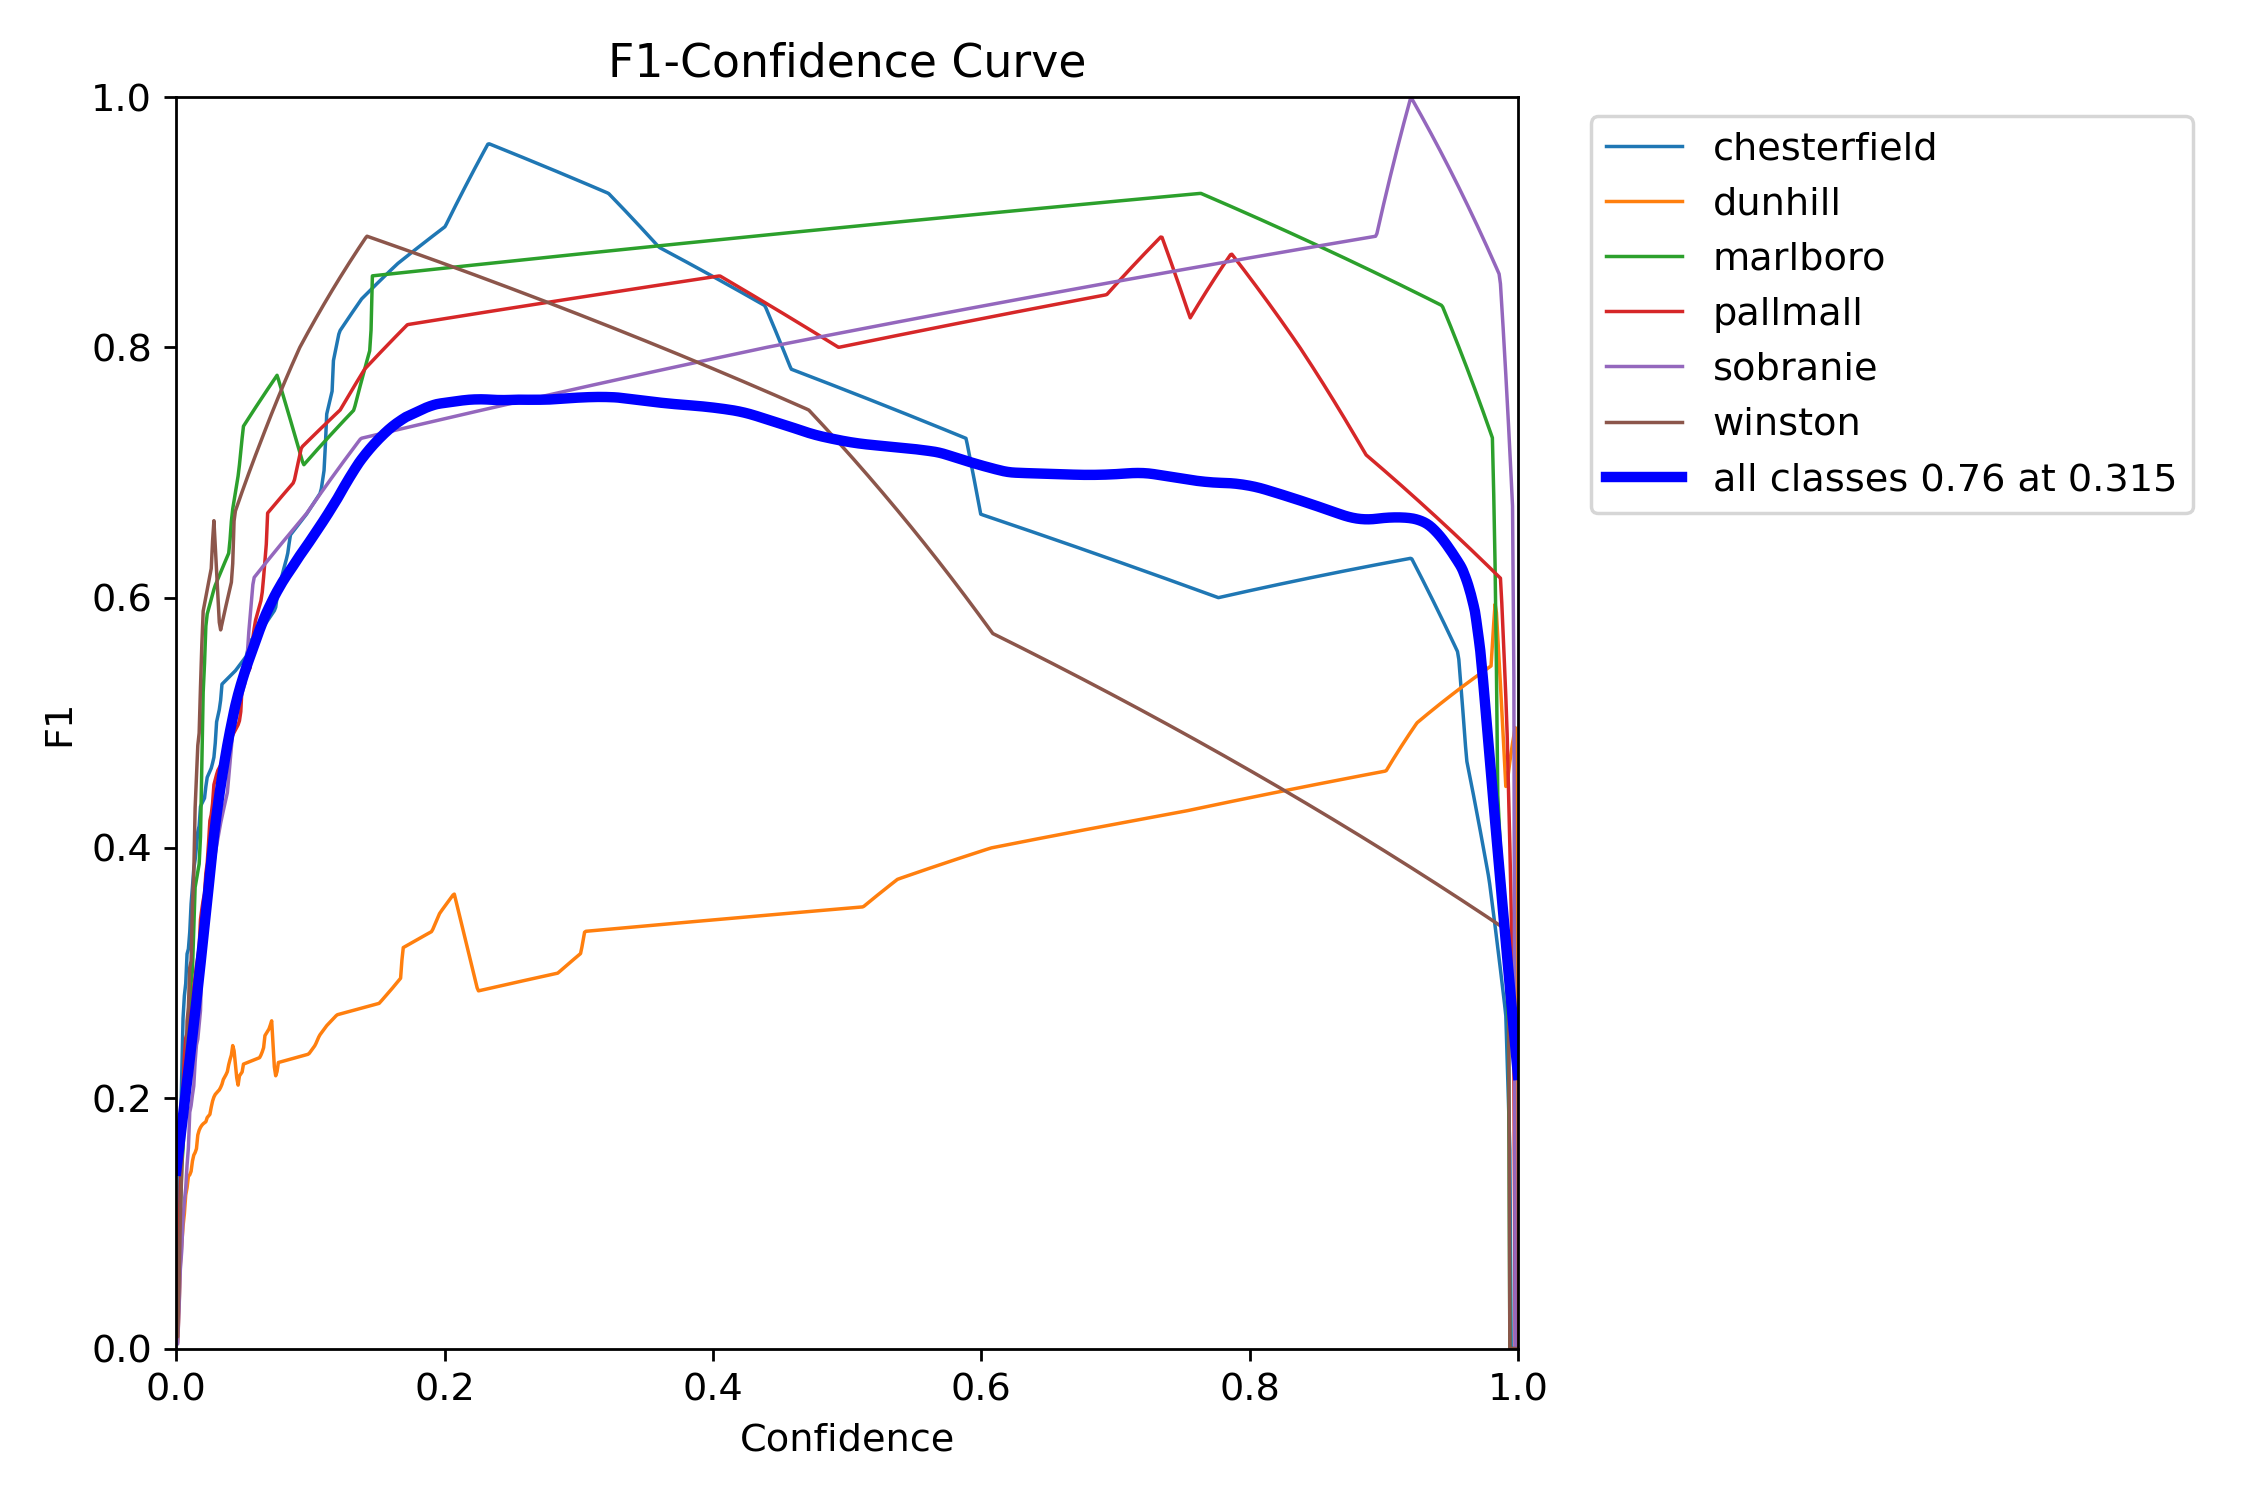 F1-Confidence Curve
1.0
0.8
0.6
0.4
0.2
0.0
F1
0.0 0.2 0.4 0.6 0.8 1.0
Confidence
chesterfield
dunhill
marlboro
pallmall
sobranie
winston
all classes 0.76 at 0.315